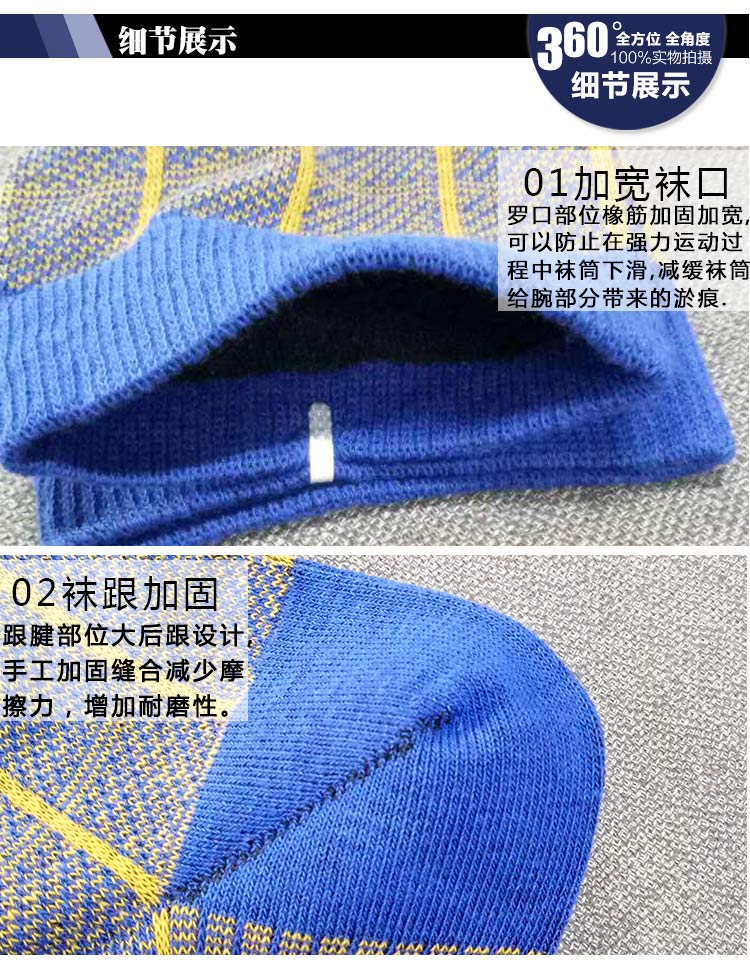 细节展示
360°全方位 全角度
100%实物拍摄
细节展示
01加宽袜口
罗口部位橡筋加固加宽,
可以防止在强力运动过
程中袜筒下滑,减缓袜筒
给腕部分带来的淤痕.
02袜跟加固
跟腱部位大后跟设计,
手工加固缝合减少摩
擦力，增加耐磨性。